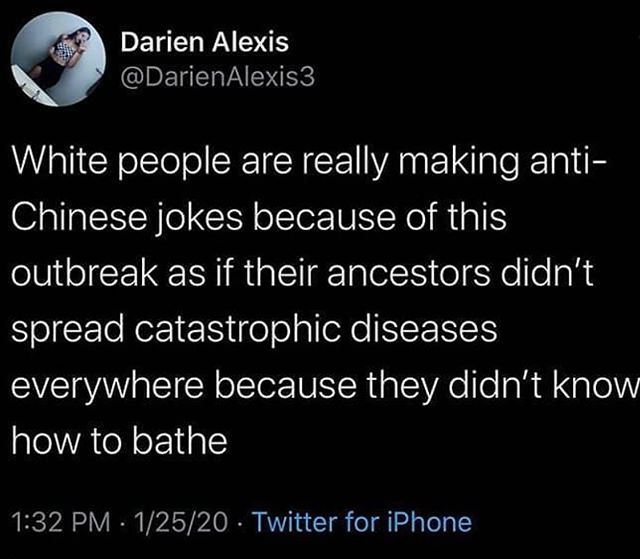 Darien Alexis
@DarienAlexis3
White people are really making anti-
Chinese jokes because of this
outbreak as if their ancestors didn't
spread catastrophic diseases
everywhere because they didn't know
how to bathe
1:32 PM · 1/25/20 · Twitter for iPhone